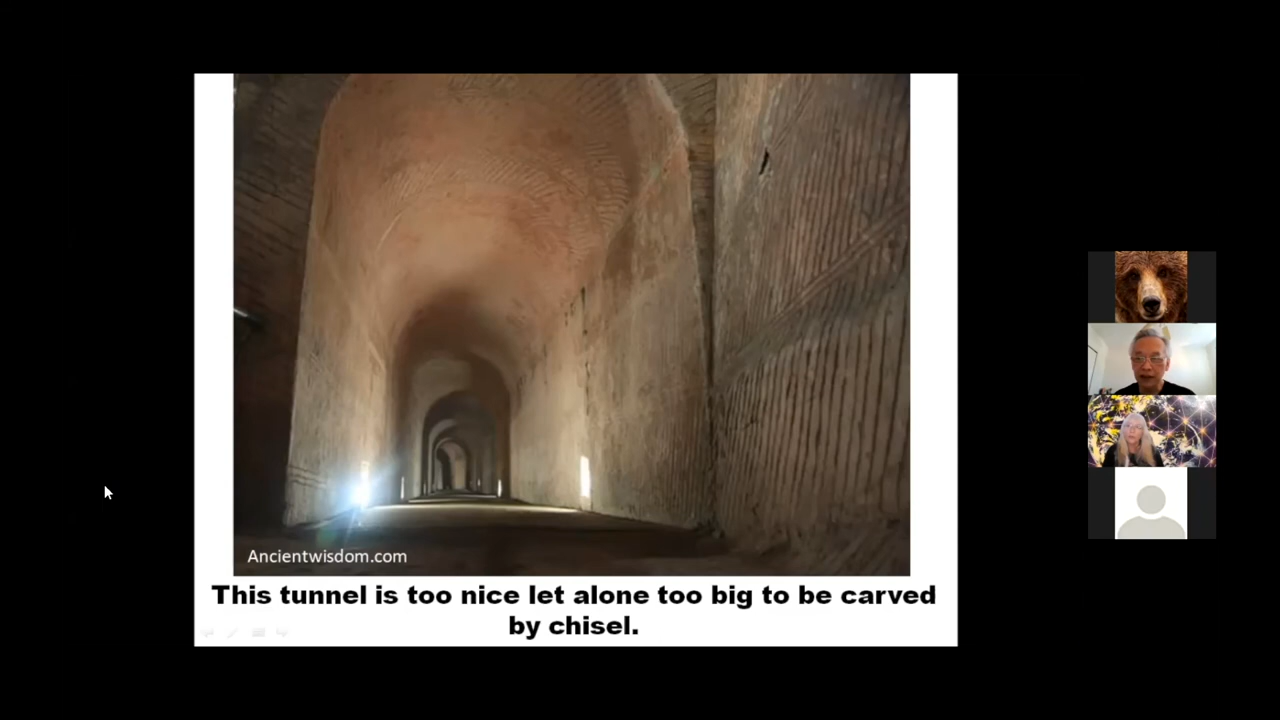 Ancientwisdom.com
This tunnel is too nice let alone too big to be carved
by chisel.